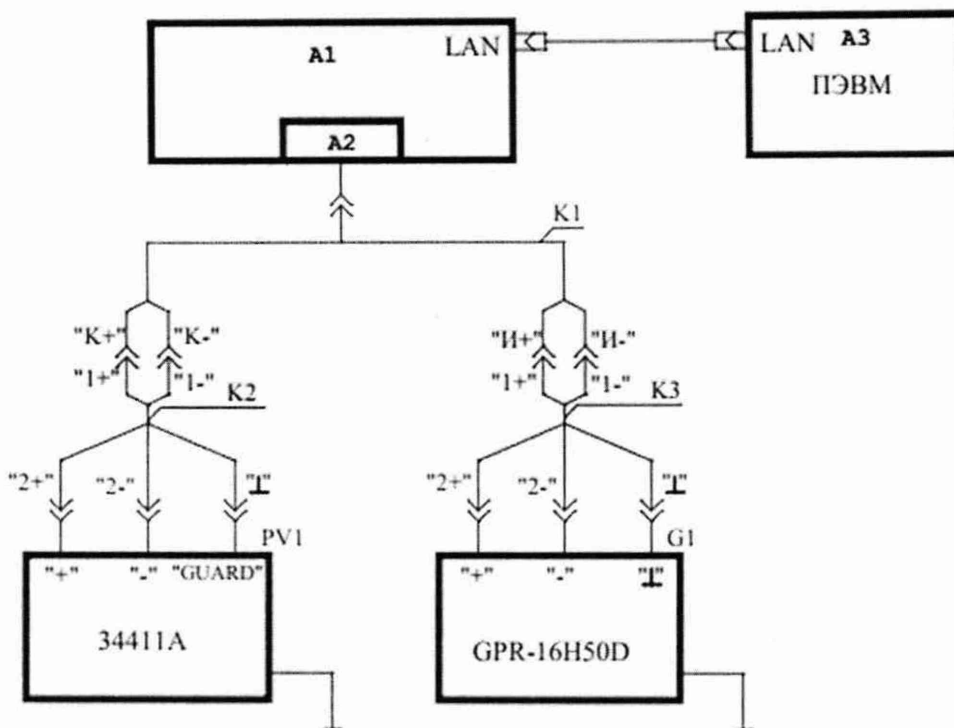 A1
LAN
LAN
A3
ПЭВМ
A2
K1
"К+"
"К-"
"И+"
"И-"
"1+"
"1-"
"1+"
"1-"
K2
K3
"2+"
"2-"
"⊥"
"2+"
"2-"
"⊥"
PV1
G1
"+"
"-"
"GUARD"
"+"
"-"
"⊥"
34411A
GPR-16H50D